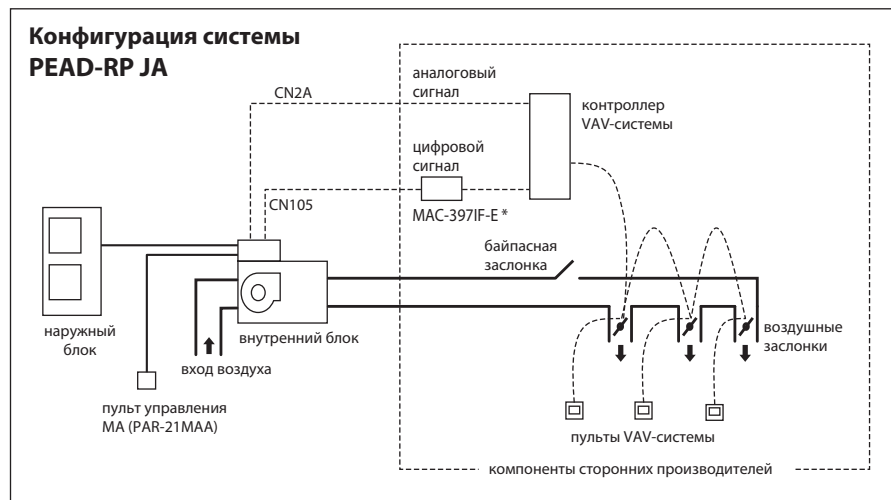 Конфигурация системы
PEAD-RP JA
CN2A
аналоговый
сигнал
контроллер
VAV-системы
цифровой
сигнал
CN105
MAC-397IF-E *
байпасная
заслонка
наружный
блок
внутренний блок
воздушные
заслонки
вход воздуха
пульт управления
MA (PAR-21MAA)
пульты VAV-системы
компоненты сторонних производителей